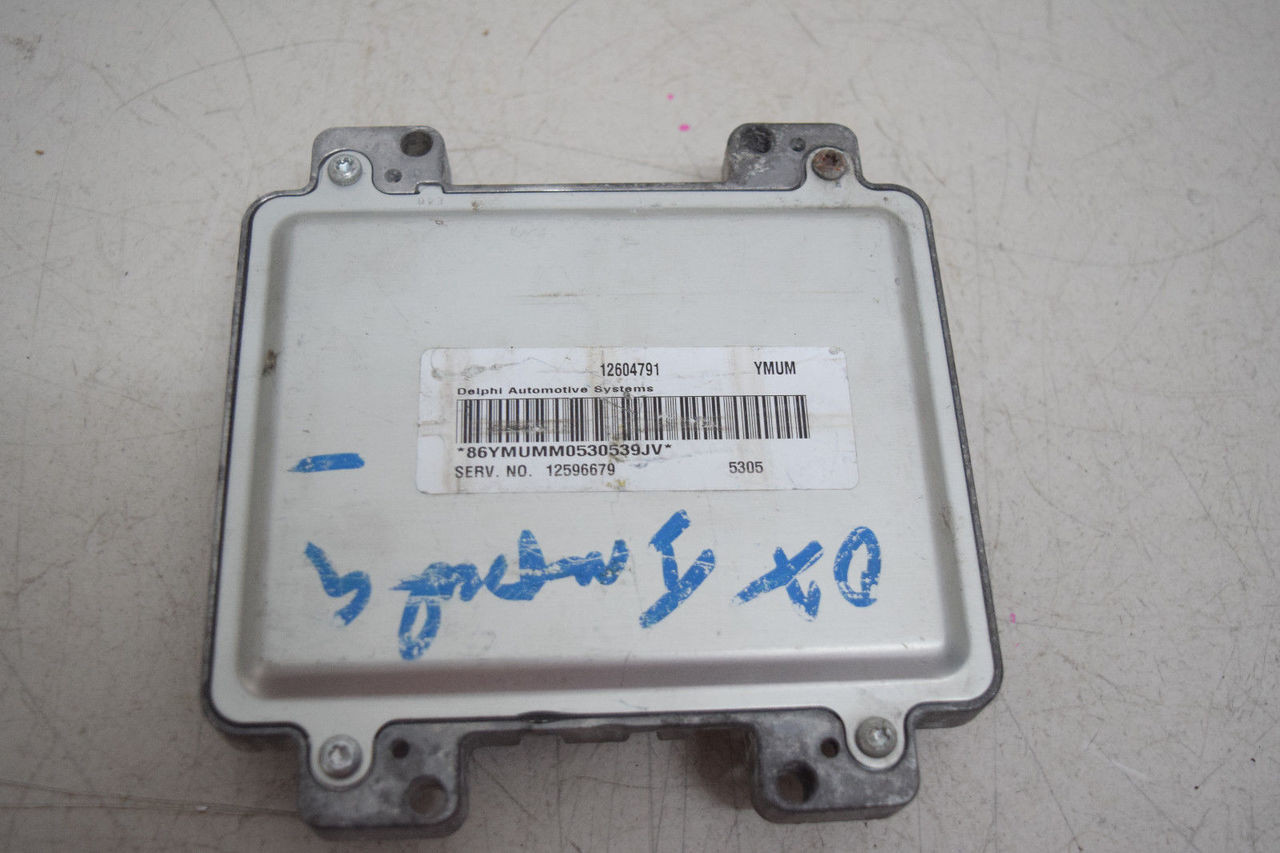 12604791 YMUM
Delphi Automotive Systems
*86YMUMM0530539JV*
SERV. NO. 12596679 5305